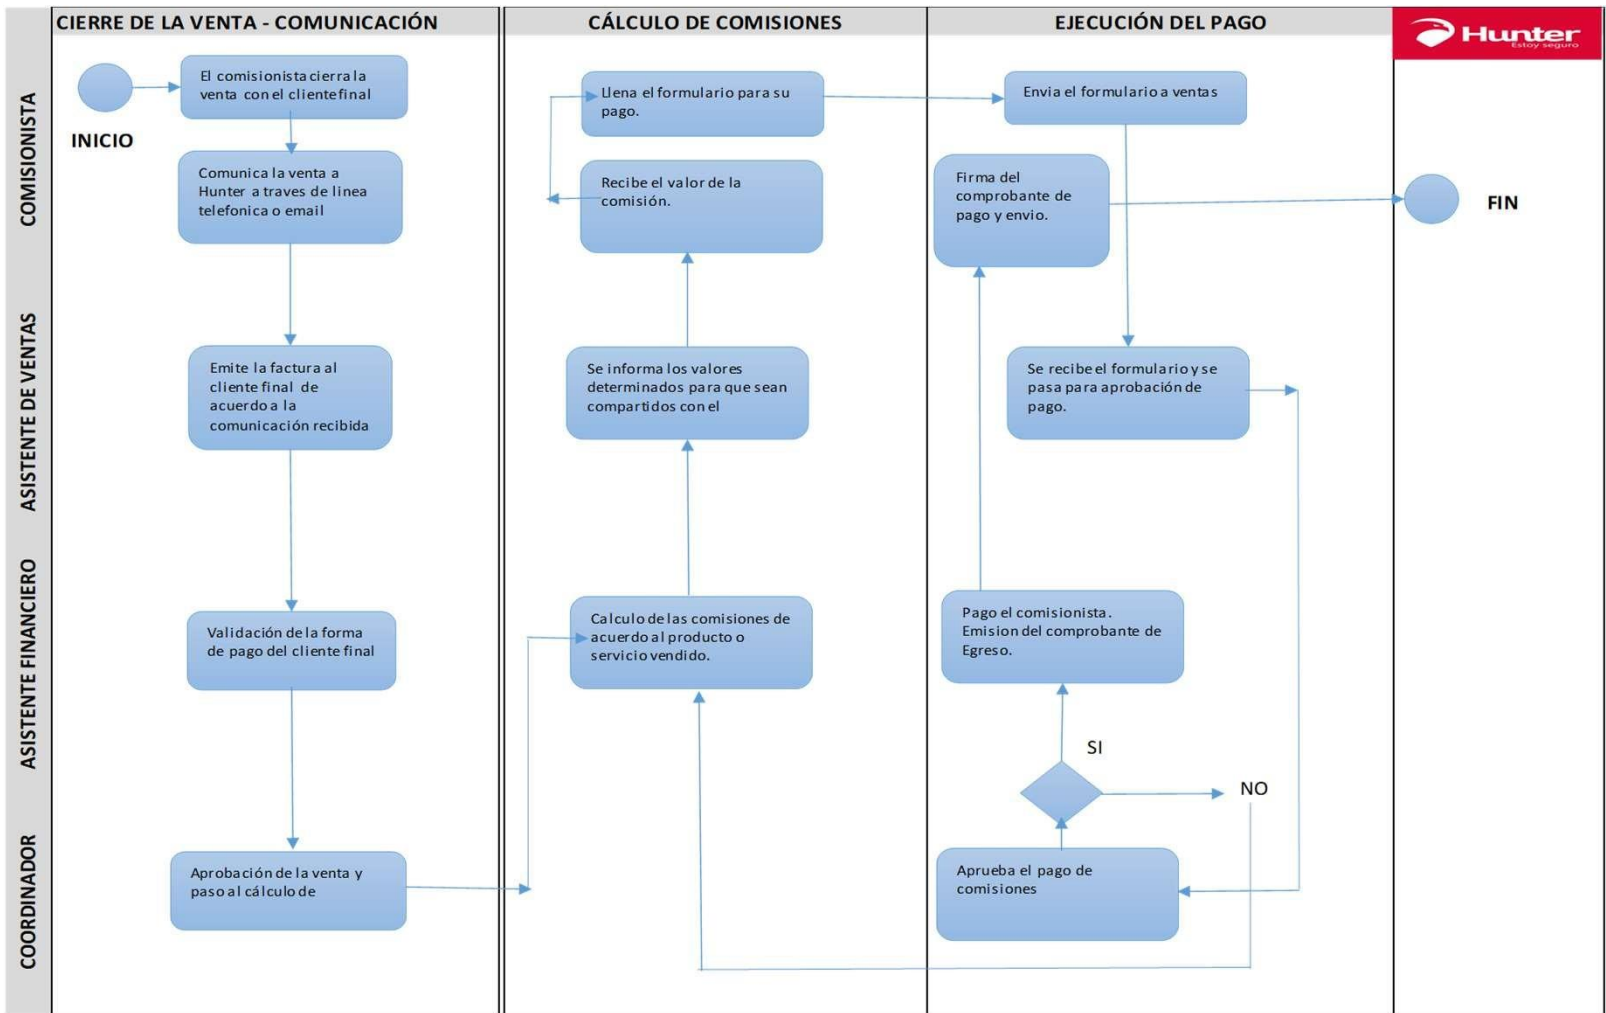 CIERRE DE LA VENTA - COMUNICACIÓN
CÁLCULO DE COMISIONES
EJECUCIÓN DEL PAGO
Hunter
Estoy seguro
COMISIONISTA
INICIO
El comisionista cierra la
venta con el cliente final
Comunica la venta a
Hunter a traves de linea
telefonica o email
Llena el formulario para su
pago.
Recibe el valor de la
comisión.
Envia el formulario a ventas
Firma del
comprobante de
pago y envio.
FIN
ASISTENTE DE VENTAS
Emite la factura al
cliente final de
acuerdo a la
comunicación recibida
Se informa los valores
determinados para que sean
compartidos con el
Se recibe el formulario y se
pasa para aprobación de
pago.
ASISTENTE FINANCIERO
Validación de la forma
de pago del cliente final
Calculo de las comisiones de
acuerdo al producto o
servicio vendido.
Pago el comisionista.
Emision del comprobante de
Egreso.
SI
NO
COORDINADOR
Aprobación de la venta y
paso al cálculo de
Aprueba el pago de
comisiones